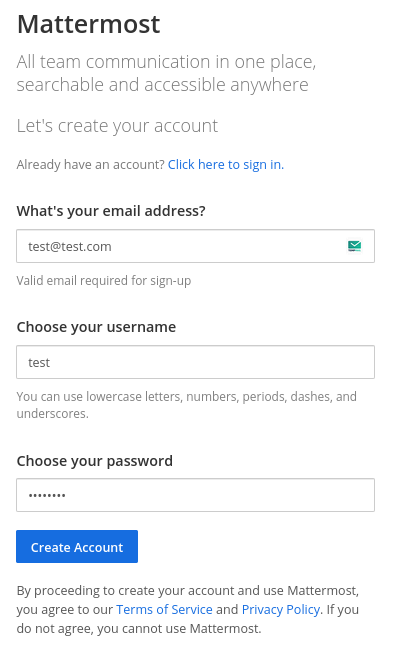 Mattermost
All team communication in one place,
searchable and accessible anywhere
Let's create your account
Already have an account? Click here to sign in.
What's your email address?
test@test.com
Valid email required for sign-up
Choose your username
test
You can use lowercase letters, numbers, periods, dashes, and
underscores.
Choose your password
••••••••
Create Account
By proceeding to create your account and use Mattermost,
you agree to our Terms of Service and Privacy Policy. If you
do not agree, you cannot use Mattermost.